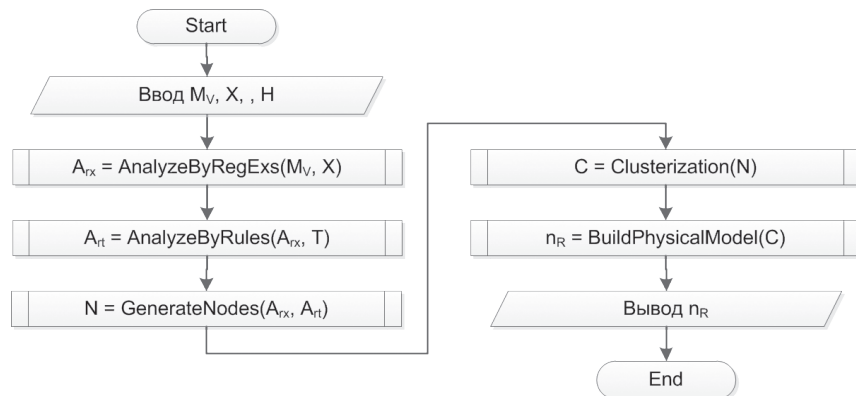 Start
Ввод M_V, X, , H
A_rx = AnalyzeByRegExs(M_V, X)
A_rt = AnalyzeByRules(A_rx, T)
N = GenerateNodes(A_rx, A_rt)
C = Clusterization(N)
n_R = BuildPhysicalModel(C)
Вывод n_R
End